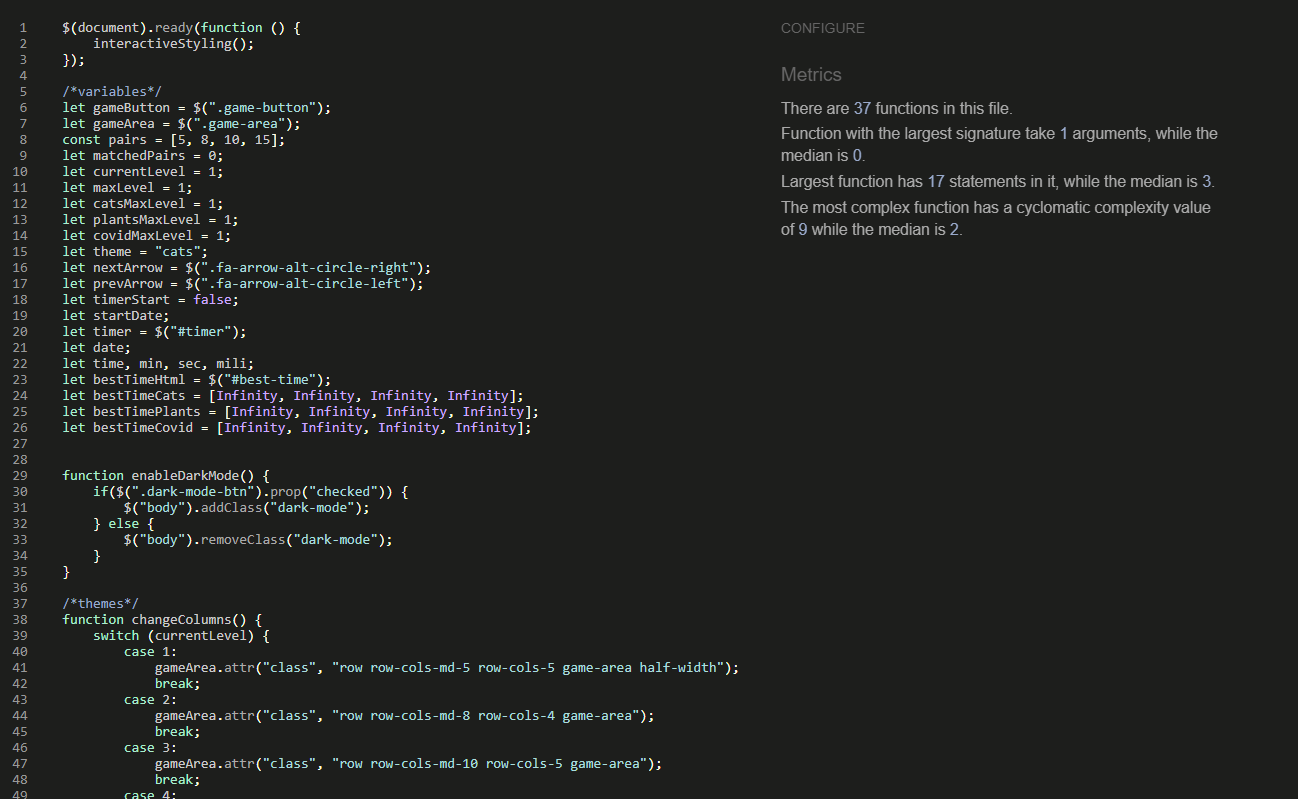 1 $(document).ready(function () {
2 interactiveStyling();
3 });
4
5 /*variables*/
6 let gameButton = $(".game-button");
7 let gameArea = $(".game-area");
8 const pairs = [5, 8, 10, 15];
9 let matchedPairs = 0;
10 let currentLevel = 1;
11 let maxLevel = 1;
12 let catsMaxLevel = 1;
13 let plantsMaxLevel = 1;
14 let covidMaxLevel = 1;
15 let theme = "cats";
16 let nextArrow = $(".fa-arrow-alt-circle-right");
17 let prevArrow = $(".fa-arrow-alt-circle-left");
18 let timerStart = false;
19 let startDate;
20 let timer = $("#timer");
21 let date;
22 let time, min, sec, mili;
23 let bestTimeHtml = $("#best-time");
24 let bestTimeCats = [Infinity, Infinity, Infinity, Infinity];
25 let bestTimePlants = [Infinity, Infinity, Infinity, Infinity];
26 let bestTimeCovid = [Infinity, Infinity, Infinity, Infinity];
27
28
29 function enableDarkMode() {
30 if($(".dark-mode-btn").prop("checked")) {
31 $("body").addClass("dark-mode");
32 } else {
33 $("body").removeClass("dark-mode");
34 }
35 }
36
37 /*themes*/
38 function changeColumns() {
39 switch (currentLevel) {
40 case 1:
41 gameArea.attr("class", "row row-cols-md-5 row-cols-5 game-area half-width");
42 break;
43 case 2:
44 gameArea.attr("class", "row row-cols-md-8 row-cols-4 game-area");
45 break;
46 case 3:
47 gameArea.attr("class", "row row-cols-md-10 row-cols-5 game-area");
48 break;
49 case 4:
CONFIGURE
Metrics
There are 37 functions in this file.
Function with the largest signature take 1 arguments, while the
median is 0.
Largest function has 17 statements in it, while the median is 3.
The most complex function has a cyclomatic complexity value
of 9 while the median is 2.